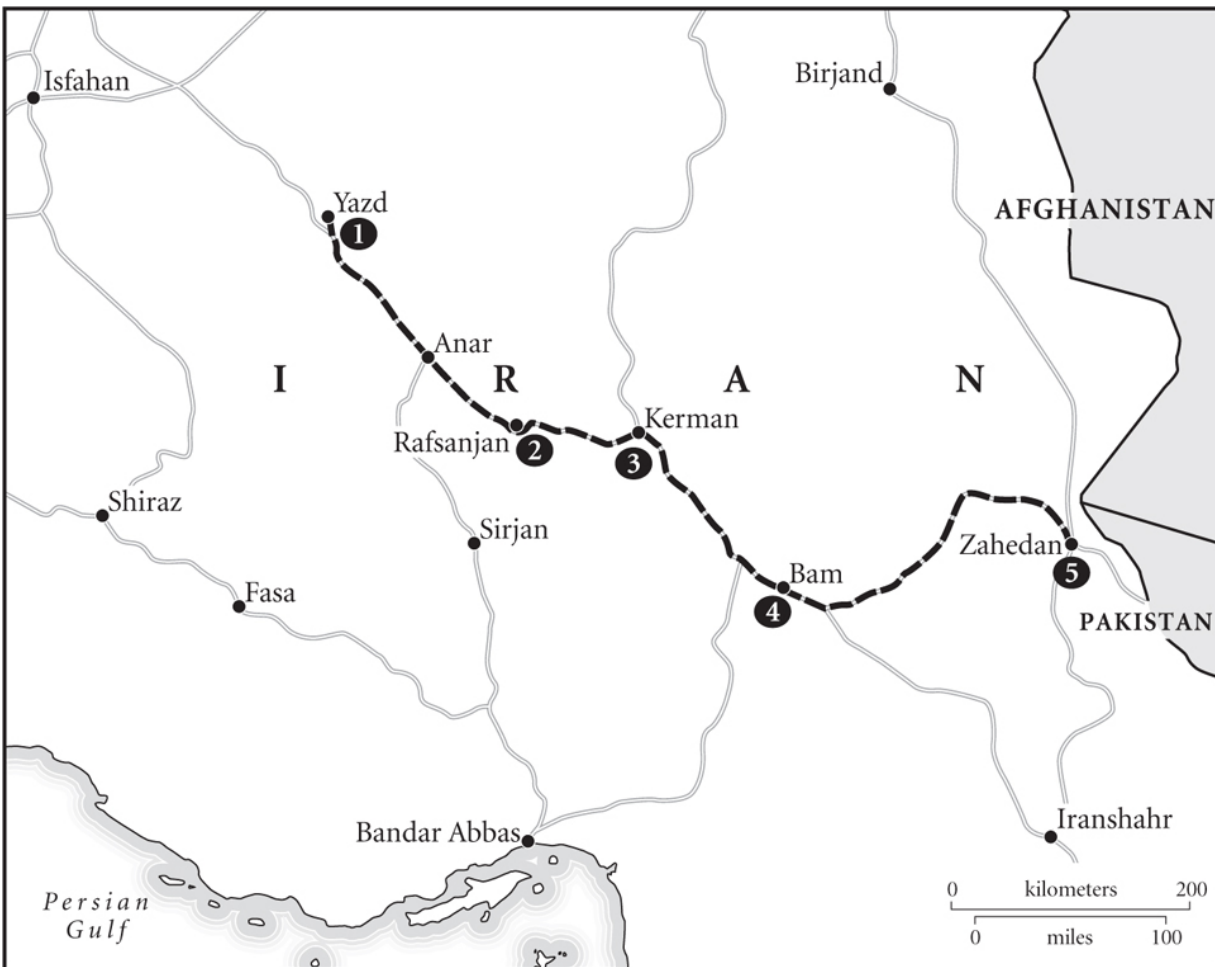 Isfahan
Birjand
Yazd
1
AFGHANISTAN
Anar
I R A N
Kerman
Rafsanjan
2
3
Shiraz
Sirjan
Zahedan
5
Bam
4
Fasa
PAKISTAN
Iranshahr
Bandar Abbas
Persian
Gulf
0 kilometers 200
0 miles 100